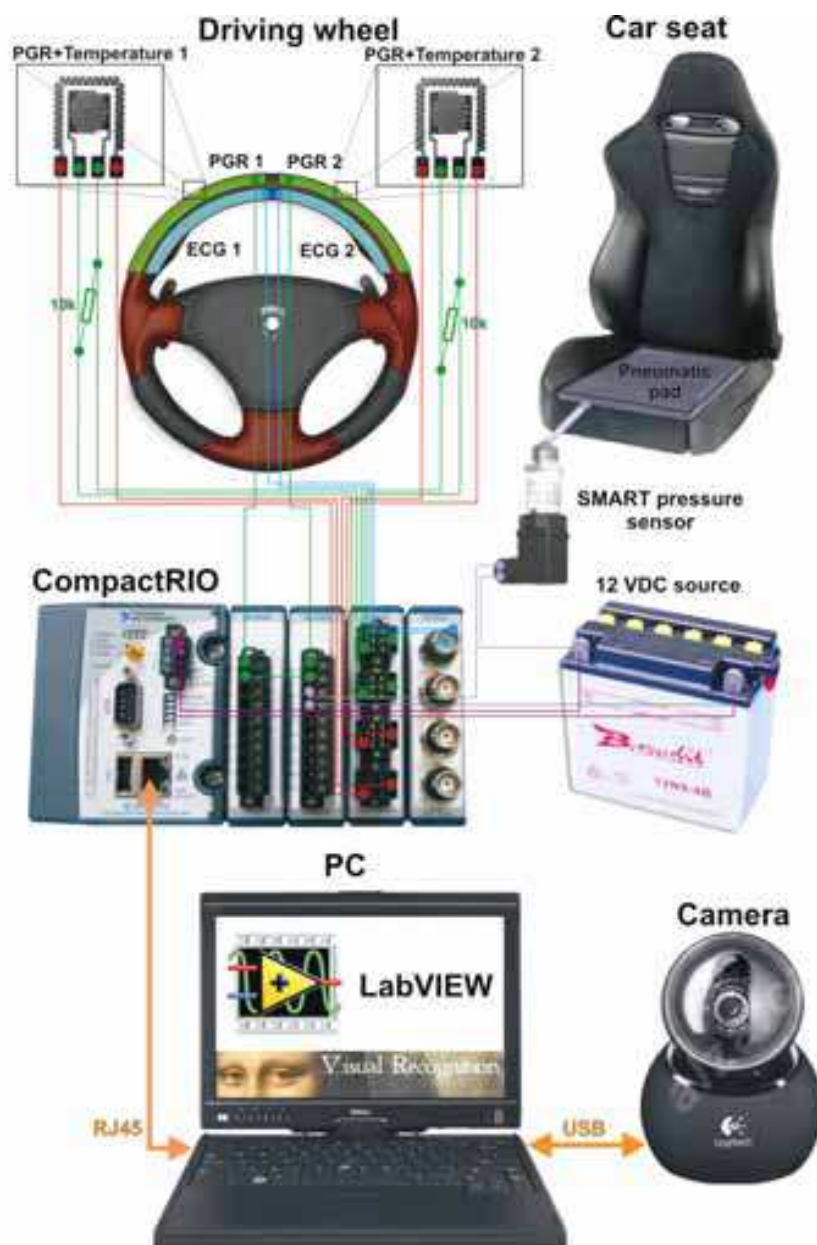 Driving wheel
Car seat
PGR+Temperature 1
PGR+Temperature 2
PGR 1
PGR 2
ECG 1
ECG 2
10k
10k
Pneumatic
pad
SMART pressure
sensor
CompactRIO
12 VDC source
PC
Camera
LabVIEW
Visual Recognition
RJ45
USB
Logitech